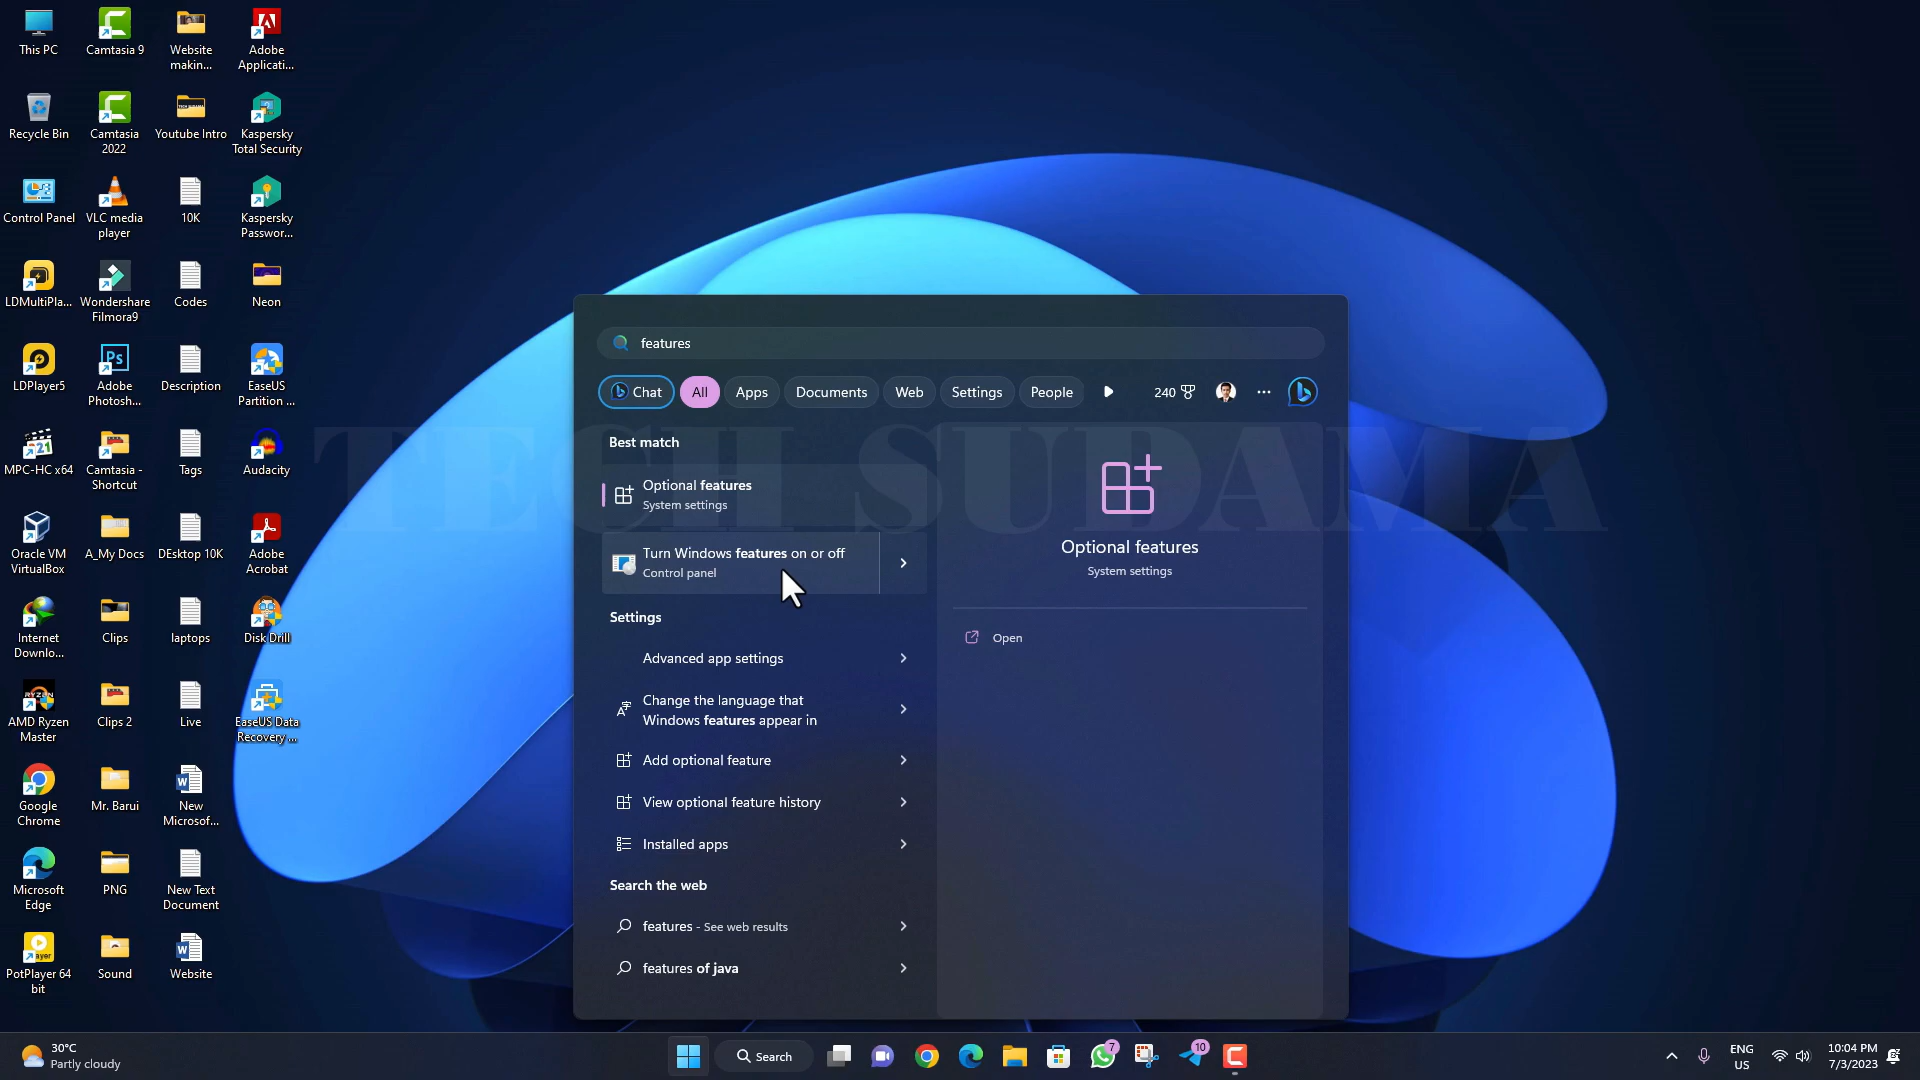 This PC
Camtasia 9
Website
makin...
Adobe
Applicati...
Recycle Bin
Camtasia
2022
Youtube Intro
Kaspersky
Total Security
Control Panel
VLC media
player
10K
Kaspersky
Passwor...
LDMultiPla...
Wondershare
Filmora9
Codes
Neon
LDPlayer5
Adobe
Photosh...
Description
EaseUS
Partition ...
MPC-HC x64
Camtasia -
Shortcut
Tags
Audacity
Oracle VM
VirtualBox
A_My Docs
DEsktop 10K
Adobe
Acrobat
Internet
Downlo...
Clips
laptops
Disk Drill
AMD Ryzen
Master
Clips 2
Live
EaseUS Data
Recovery ...
Google
Chrome
Mr. Barui
New
Microsof...
Microsoft
Edge
PNG
New Text
Document
PotPlayer 64
bit
Sound
Website
features
Chat
All
Apps
Documents
Web
Settings
People
240
TECH SUDAMA
Best match
Optional features
System settings
Turn Windows features on or off
Control panel
Settings
Advanced app settings
Change the language that
Windows features appear in
Add optional feature
View optional feature history
Installed apps
Search the web
features - See web results
features of java
Optional features
System settings
Open
30°C
Partly cloudy
Search
7
10
ENG
US
10:04 PM
7/3/2023